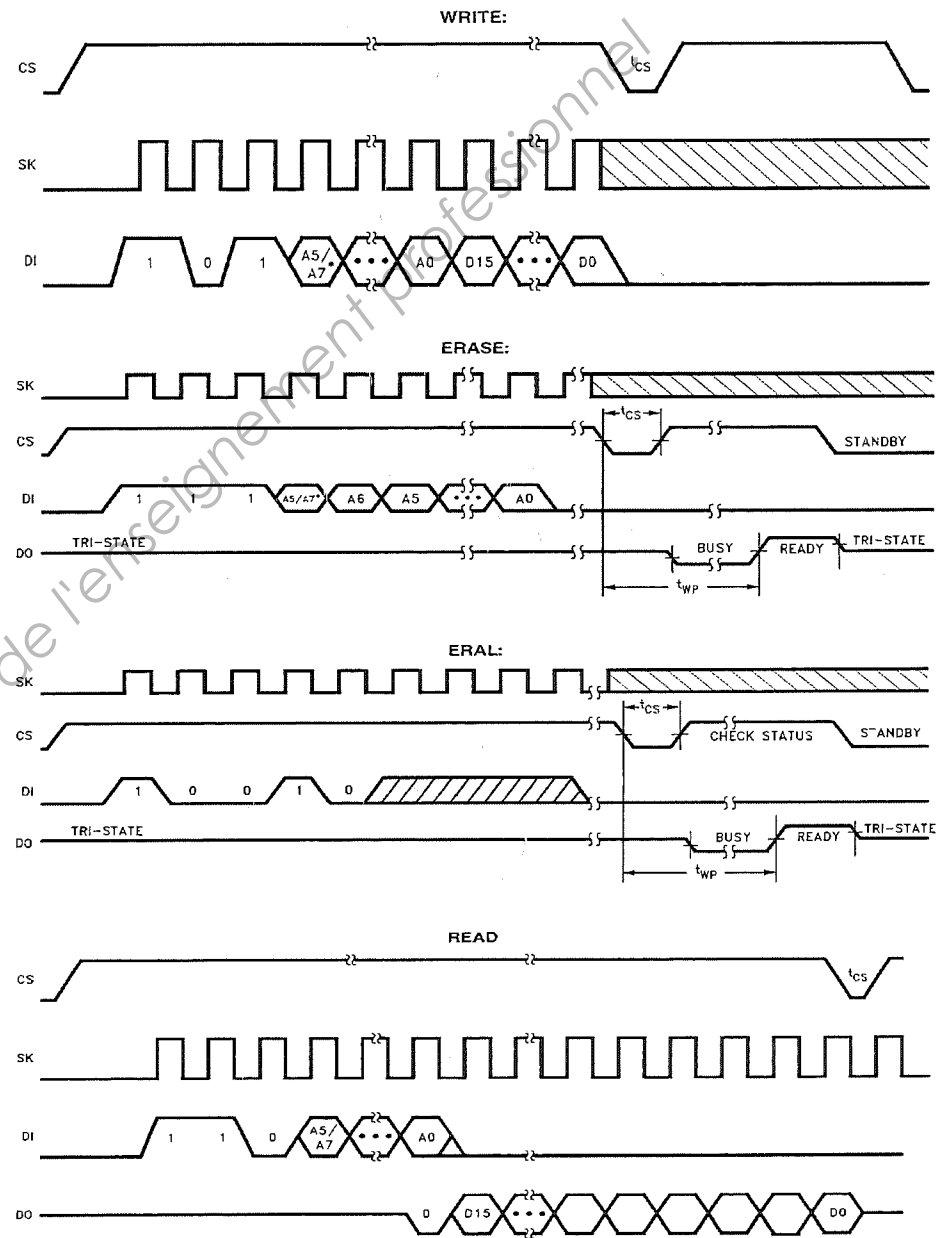 WRITE:
CS
tCS
SK
DI 1 0 1 A5/A7* ••• A0 D15 ••• D0
ERASE:
SK
tCS
CS STANDBY
DI 1 1 1 A5/A7* A6 A5 ••• A0
DO TRI-STATE BUSY READY TRI-STATE
tWP
ERAL:
SK
tCS
CS CHECK STATUS STANDBY
DI 1 0 0 1 0
DO TRI-STATE BUSY READY TRI-STATE
tWP
READ
CS tCS
SK
DI 1 1 0 A5/A7 ••• A0
DO 0 D15 ••• D0
de l'enseignement professionnel